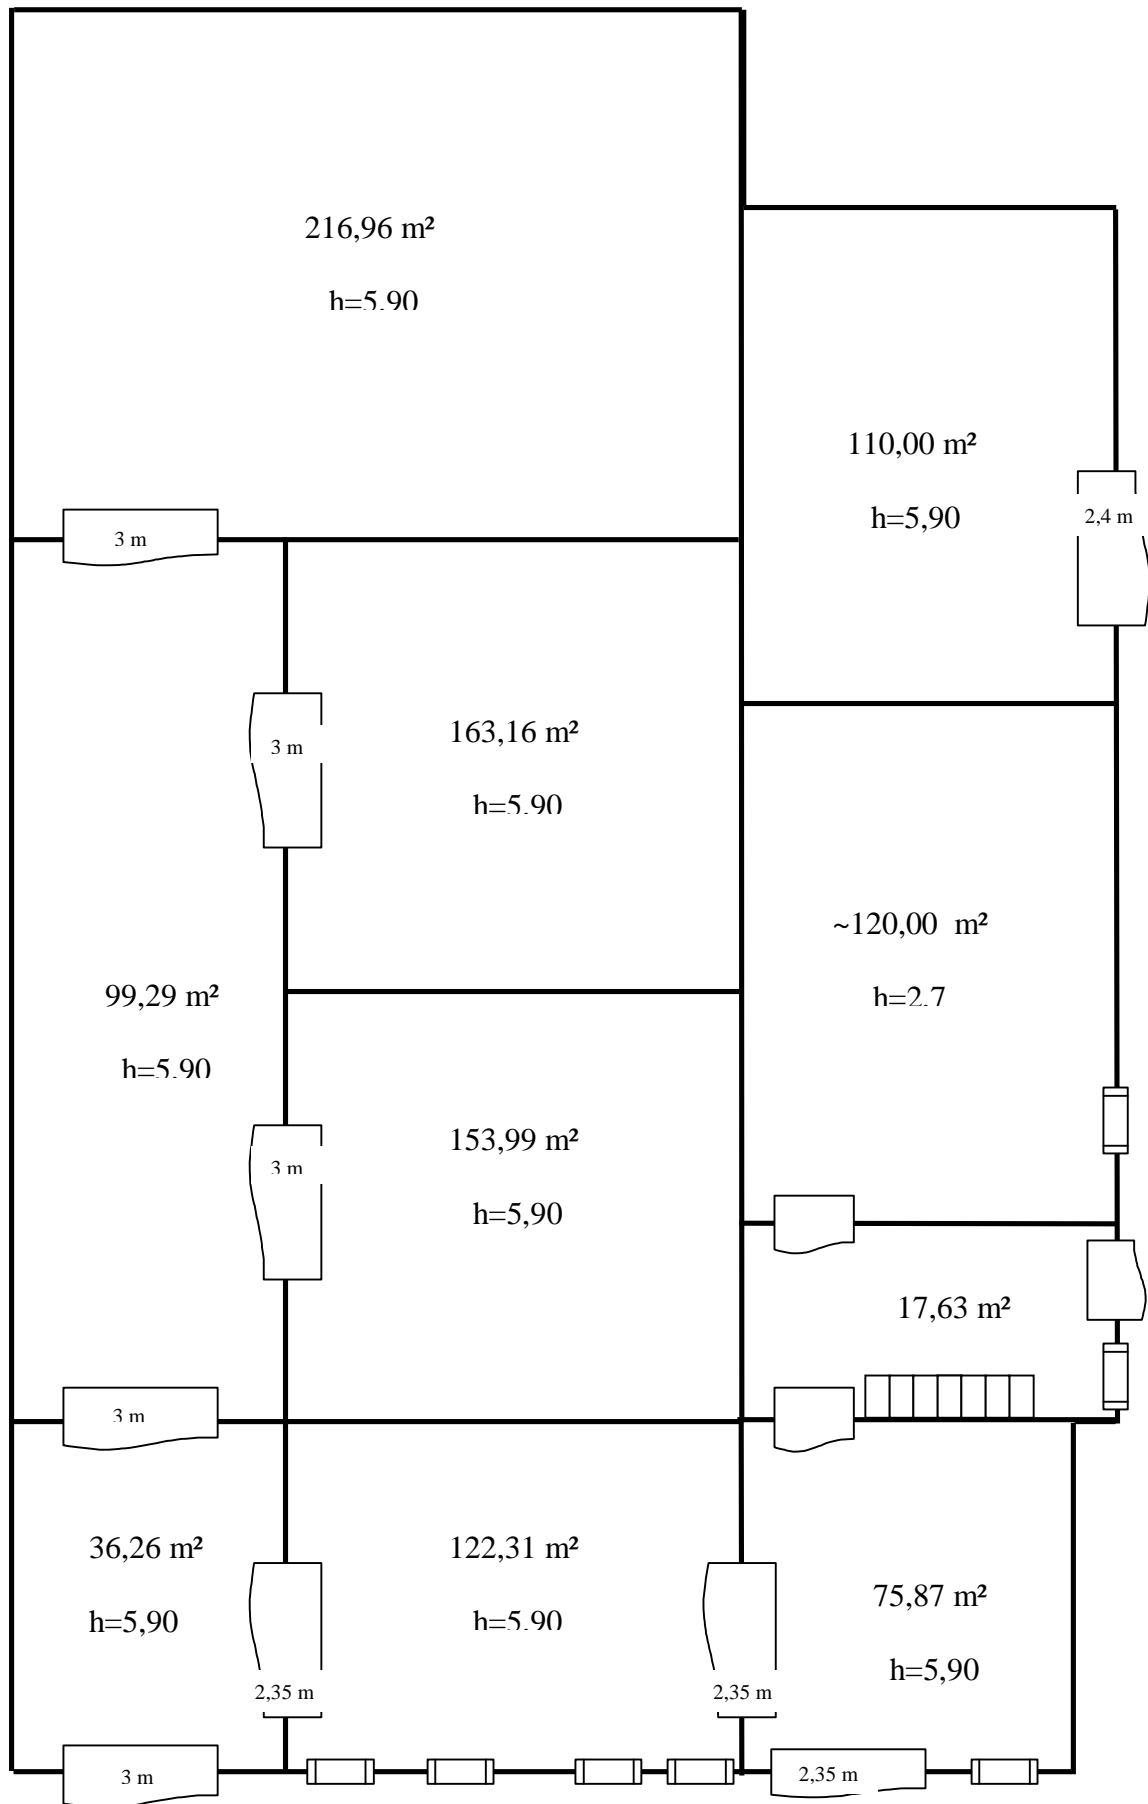 216,96 m²
h=5,90
110,00 m²
h=5,90
2,4 m
3 m
163,16 m²
h=5,90
3 m
~120,00 m²
h=2,7
99,29 m²
h=5,90
153,99 m²
h=5,90
3 m
17,63 m²
3 m
36,26 m²
h=5,90
122,31 m²
h=5,90
75,87 m²
h=5,90
2,35 m
2,35 m
3 m
2,35 m